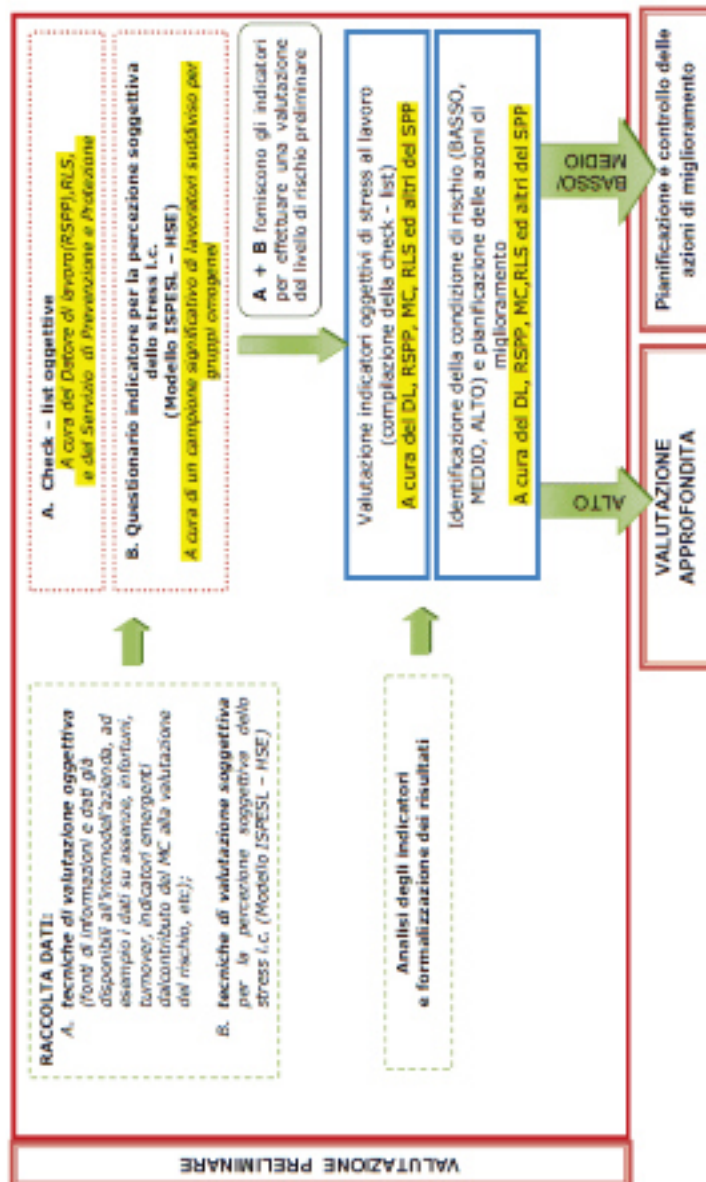 VALUTAZIONE PRELIMINARE
RACCOLTA DATI:
A. tecniche di valutazione oggettiva
(fonti di informazioni e dati già
disponibili all'internodell'azienda, ad
esempio i dati su assenze, infortuni,
turnover, indicatori emergenti
dalcontributo del MC alla valutazione
del rischio, etc);
B. tecniche di valutazione soggettiva
per la percezione soggettiva dello
stress l.c. (Modello ISPESL – HSE)
A. Check – list oggettive
A cura del Datore di lavoro(RSPP),RLS,
e del Servizio di Prevenzione e Protezione
B. Questionario indicatore per la percezione soggettiva
dello stress l.c.
(Modello ISPESL – HSE)
A cura di un campione significativo di lavoratori suddiviso per
gruppi omogenei
A + B forniscono gli indicatori
per effettuare una valutazione
del livello di rischio preliminare
Analisi degli indicatori
e formalizzazione dei risultati
Valutazione indicatori oggettivi di stress al lavoro
(compilazione della check – list)
A cura del DL, RSPP, MC, RLS ed altri del SPP
Identificazione della condizione di rischio (BASSO,
MEDIO, ALTO) e pianificazione delle azioni di
miglioramento
A cura del DL, RSPP, MC,RLS ed altri del SPP
ALTO
BASSO/
MEDIO
VALUTAZIONE
APPROFONDITA
Pianificazione e controllo delle
azioni di miglioramento